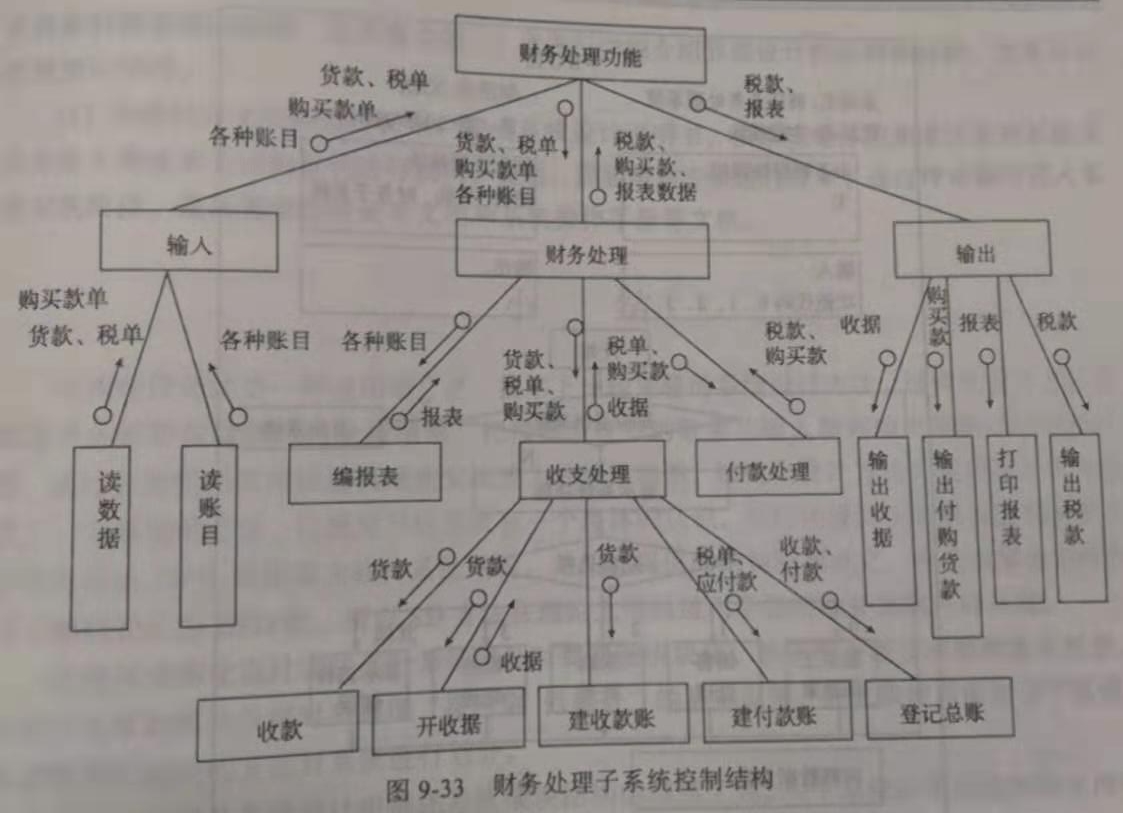 财务处理功能
货款、税单
购买款单
各种账目
货款、税单
购买款单
各种账目
税款、
购买款、
报表数据
税款、
报表
输人
财务处理
输出
购买款单
货款、税单
各种账目
各种账目
报表
货款、
税单、
购买款
收据
税单、
购买款
税款、
购买款
收据
购买款
报表
税款
读数据
读账目
编报表
收支处理
付款处理
输出收据
输出付购货款
打印报表
输出税款
货款
货款
收据
货款
税单、
应付款
收款、
付款
收款
开收据
建收款账
建付款账
登记总账
图 9-33 财务处理子系统控制结构